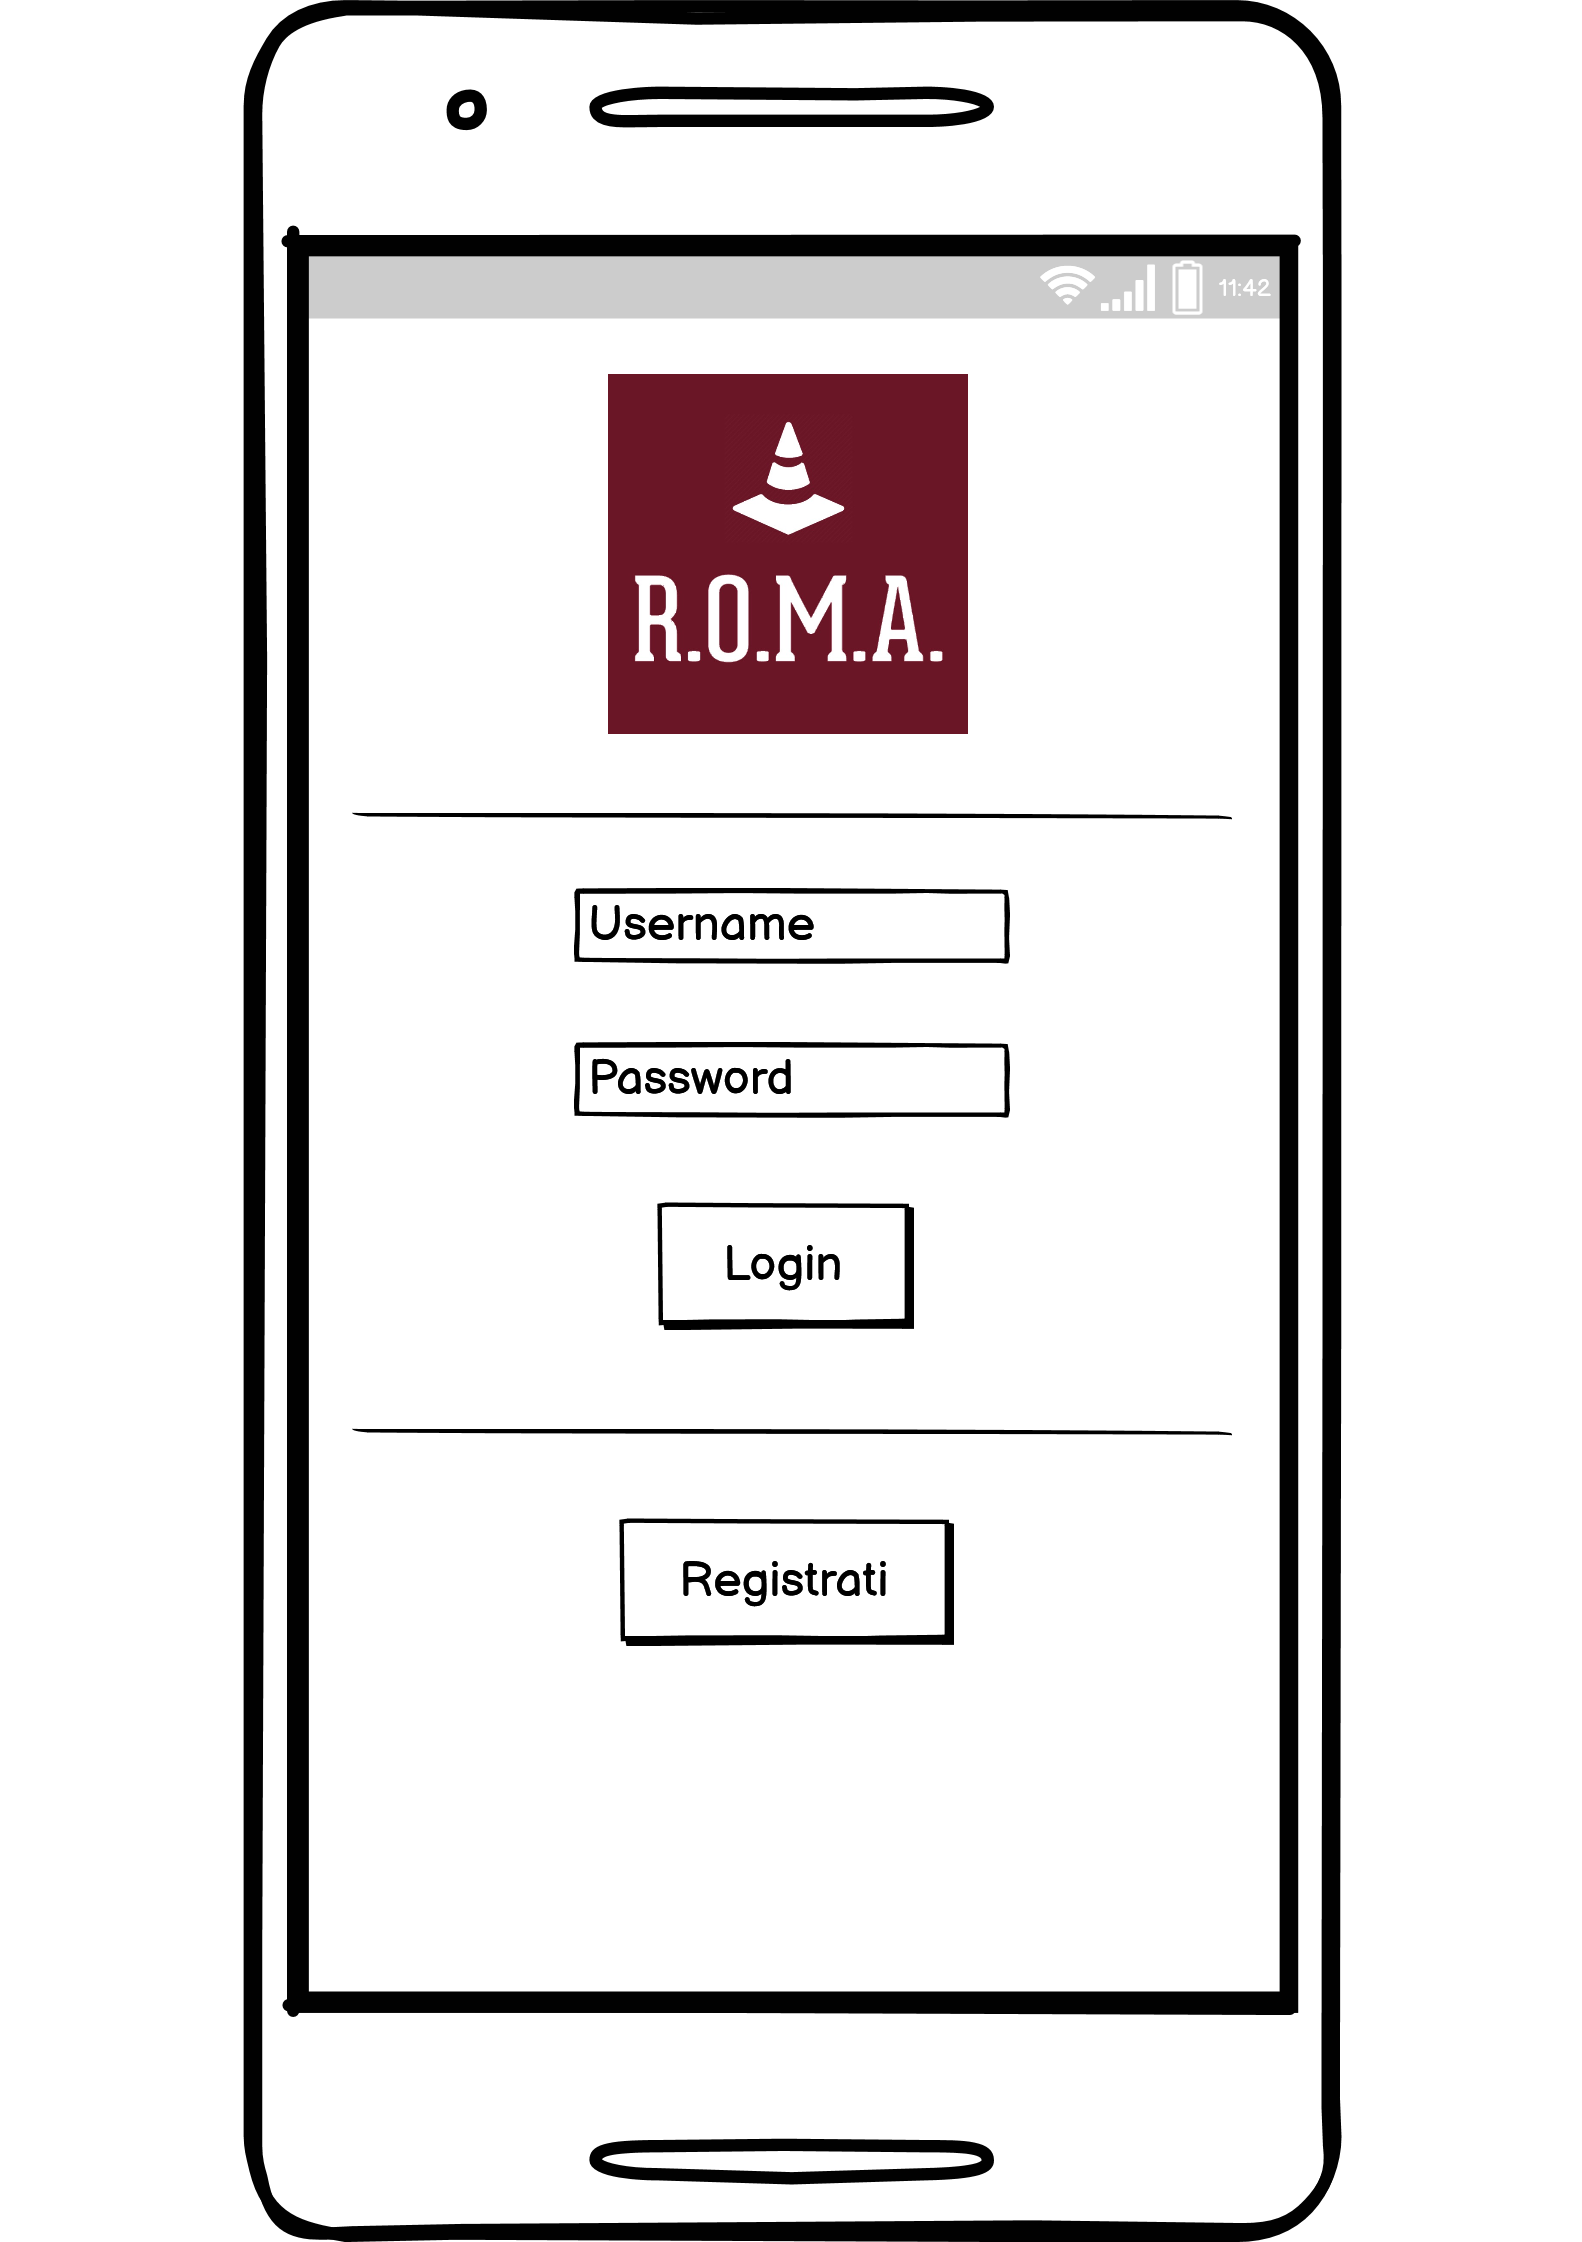 11:42
R.O.M.A.
Username
Password
Login
Registrati